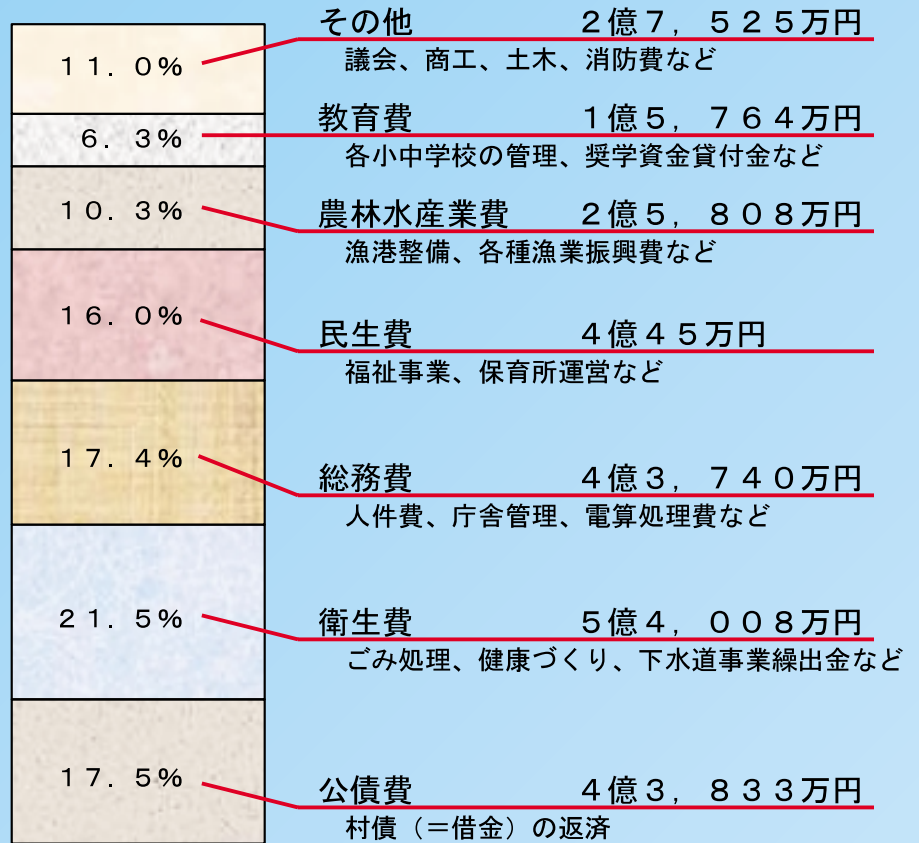 その他 2億7,525万円
11.0%
議会、商工、土木、消防費など
教育費 1億5,764万円
6.3%
各小中学校の管理、奨学資金貸付金など
農林水産業費 2億5,808万円
10.3%
漁港整備、各種漁業振興費など
民生費 4億45万円
16.0%
福祉事業、保育所運営など
総務費 4億3,740万円
17.4%
人件費、庁舎管理、電算処理費など
衛生費 5億4,008万円
21.5%
ごみ処理、健康づくり、下水道事業繰出金など
公債費 4億3,833万円
17.5%
村債（＝借金）の返済